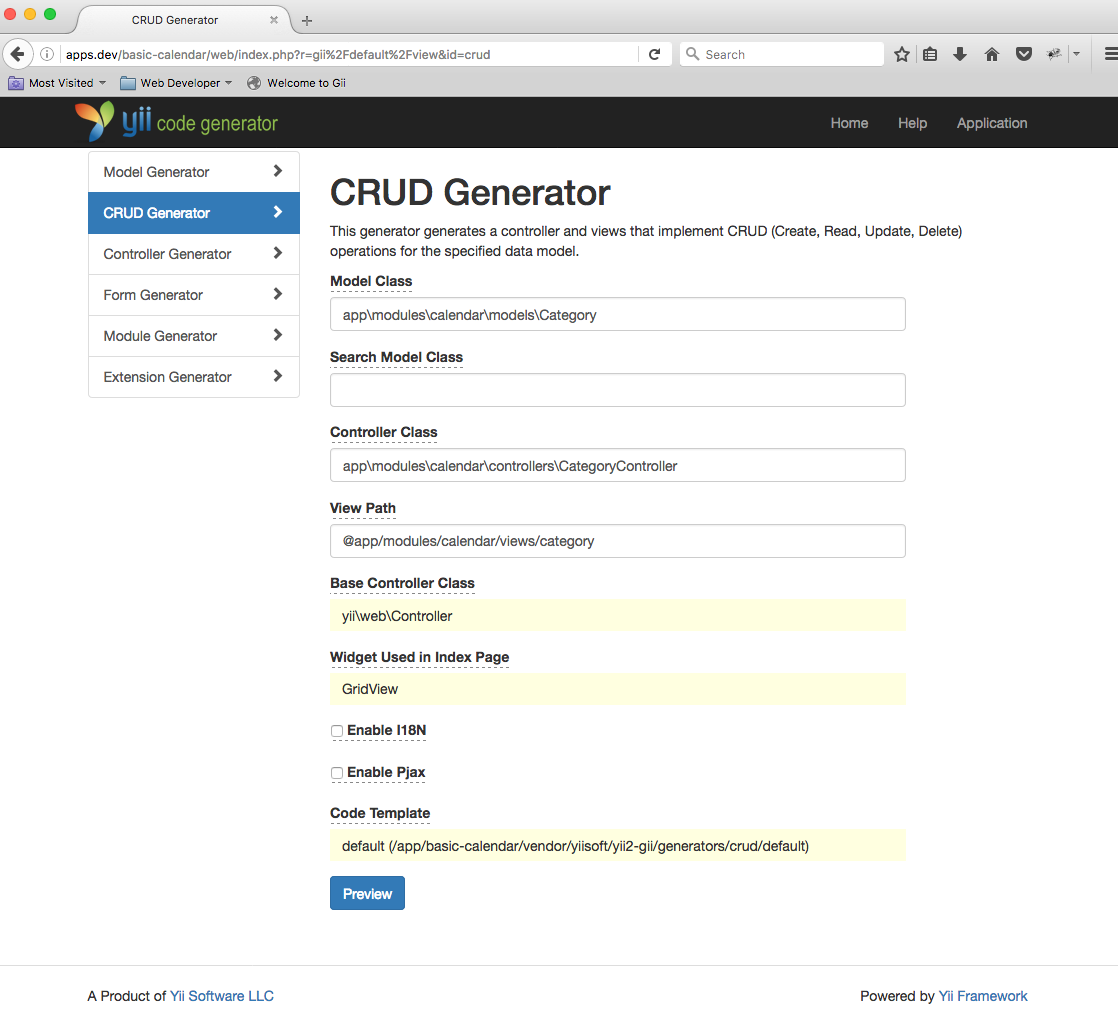 CRUD Generator
apps.dev/basic-calendar/web/index.php?r=gii%2Fdefault%2Fview&id=crud
Search
Most Visited
Web Developer
Welcome to Gii
yii code generator
Home
Help
Application
Model Generator
CRUD Generator
Controller Generator
Form Generator
Module Generator
Extension Generator
CRUD Generator
This generator generates a controller and views that implement CRUD (Create, Read, Update, Delete)
operations for the specified data model.
Model Class
app\modules\calendar\models\Category
Search Model Class
Controller Class
app\modules\calendar\controllers\CategoryController
View Path
@app/modules/calendar/views/category
Base Controller Class
yii\web\Controller
Widget Used in Index Page
GridView
Enable I18N
Enable Pjax
Code Template
default (/app/basic-calendar/vendor/yiisoft/yii2-gii/generators/crud/default)
Preview
A Product of Yii Software LLC
Powered by Yii Framework